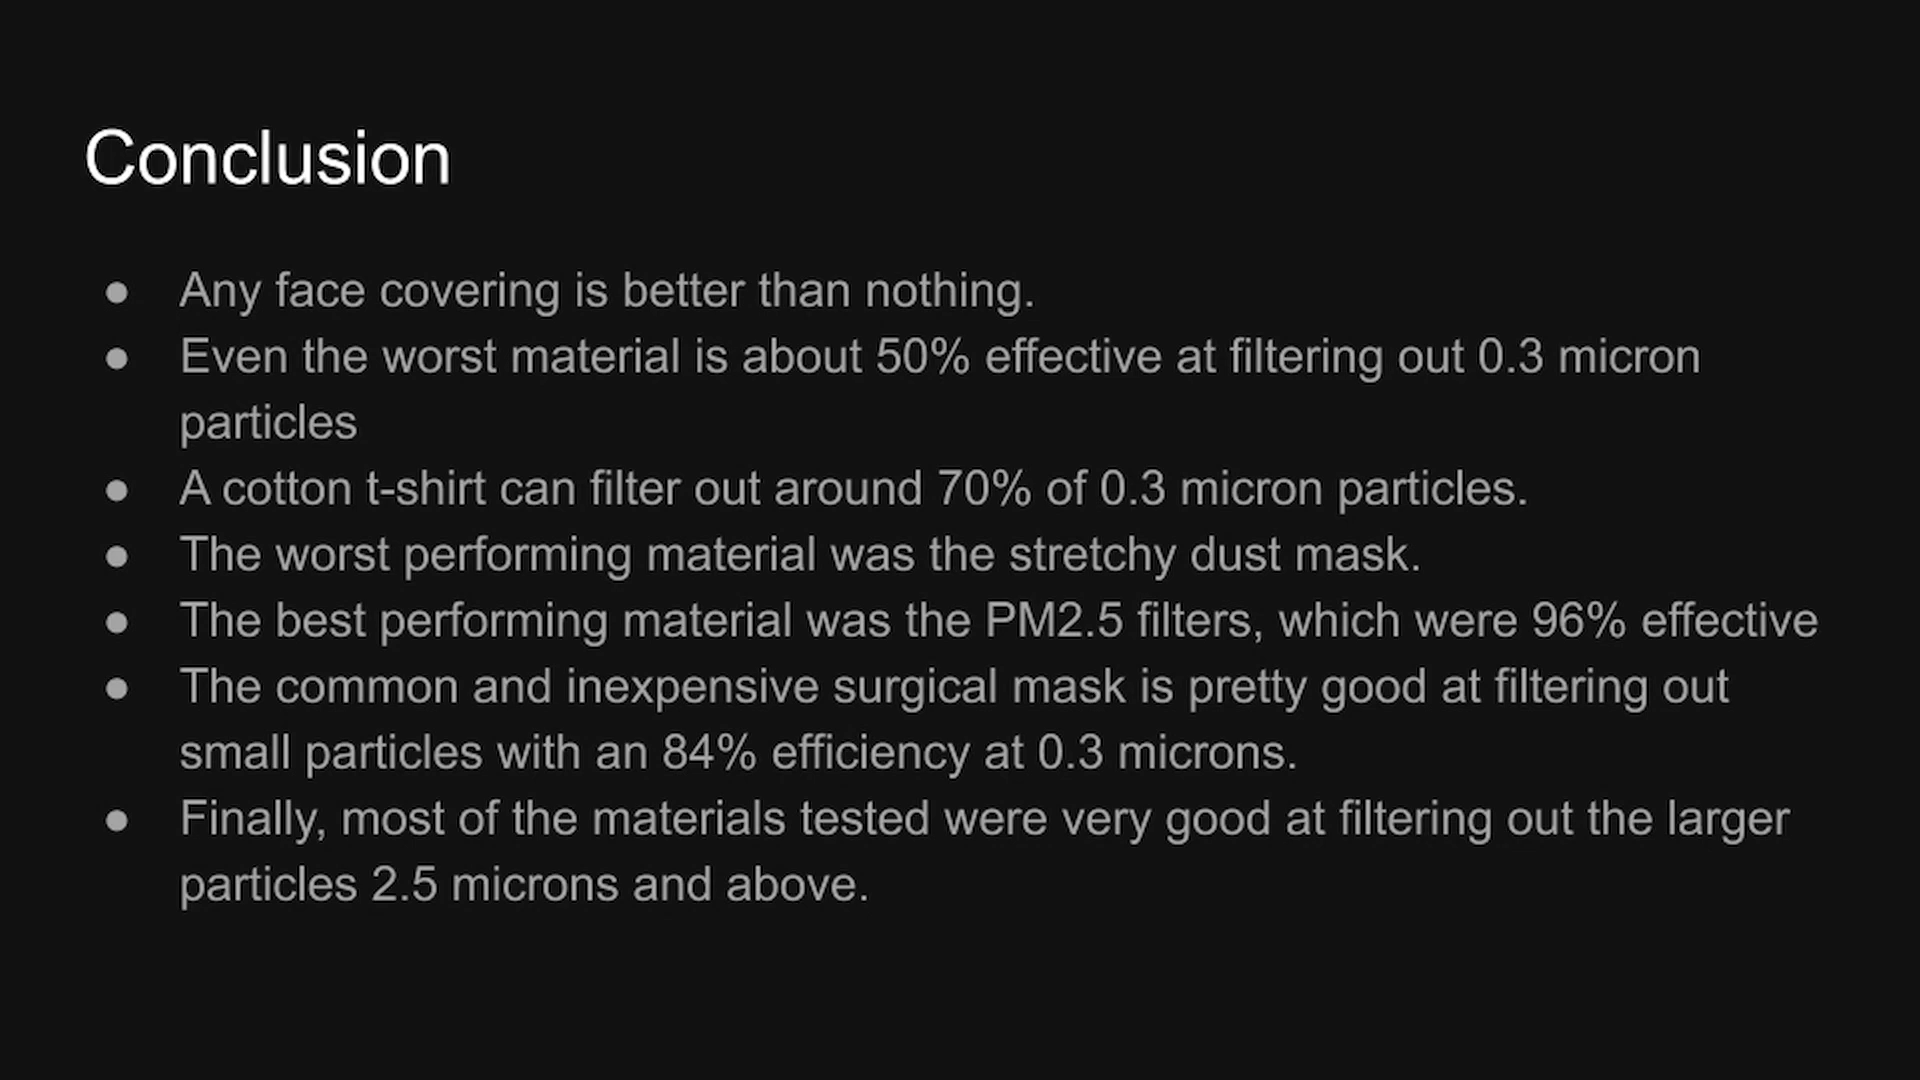 Conclusion
● Any face covering is better than nothing.
● Even the worst material is about 50% effective at filtering out 0.3 micron
particles
● A cotton t-shirt can filter out around 70% of 0.3 micron particles.
● The worst performing material was the stretchy dust mask.
● The best performing material was the PM2.5 filters, which were 96% effective
● The common and inexpensive surgical mask is pretty good at filtering out
small particles with an 84% efficiency at 0.3 microns.
● Finally, most of the materials tested were very good at filtering out the larger
particles 2.5 microns and above.